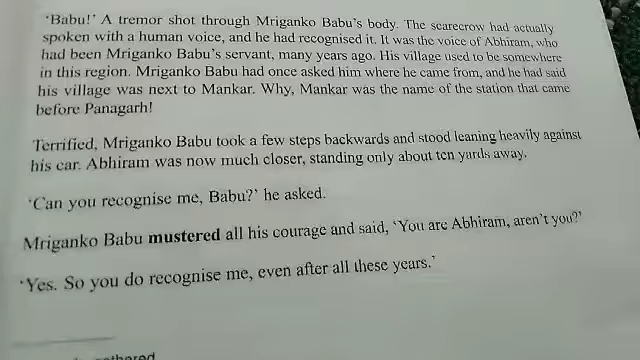 ‘Babu!’ A tremor shot through Mriganko Babu’s body. The scarecrow had actually
spoken with a human voice, and he had recognised it. It was the voice of Abhiram, who
had been Mriganko Babu’s servant, many years ago. His village used to be somewhere
in this region. Mriganko Babu had once asked him where he came from, and he had said
his village was next to Mankar. Why, Mankar was the name of the station that came
before Panagarh!
Terrified, Mriganko Babu took a few steps backwards and stood leaning heavily against
his car. Abhiram was now much closer, standing only about ten yards away.
‘Can you recognise me, Babu?’ he asked.
Mriganko Babu mustered all his courage and said, ‘You are Abhiram, aren’t you?’
‘Yes. So you do recognise me, even after all these years.’
gathered